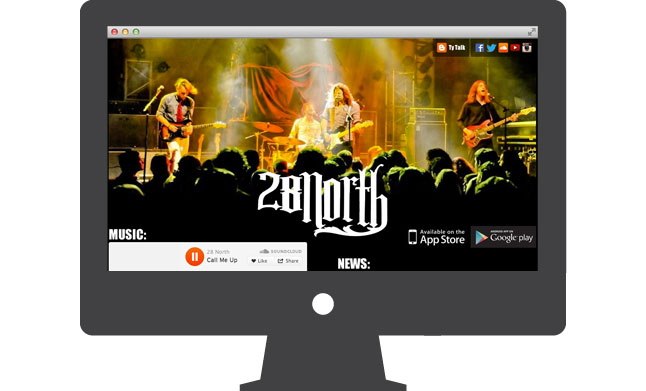 Ty Talk
28North
Available on the
App Store
ANDROID APP ON
Google play
MUSIC:
28 North
Call Me Up
SOUNDCLOUD
Like
Share
NEWS: